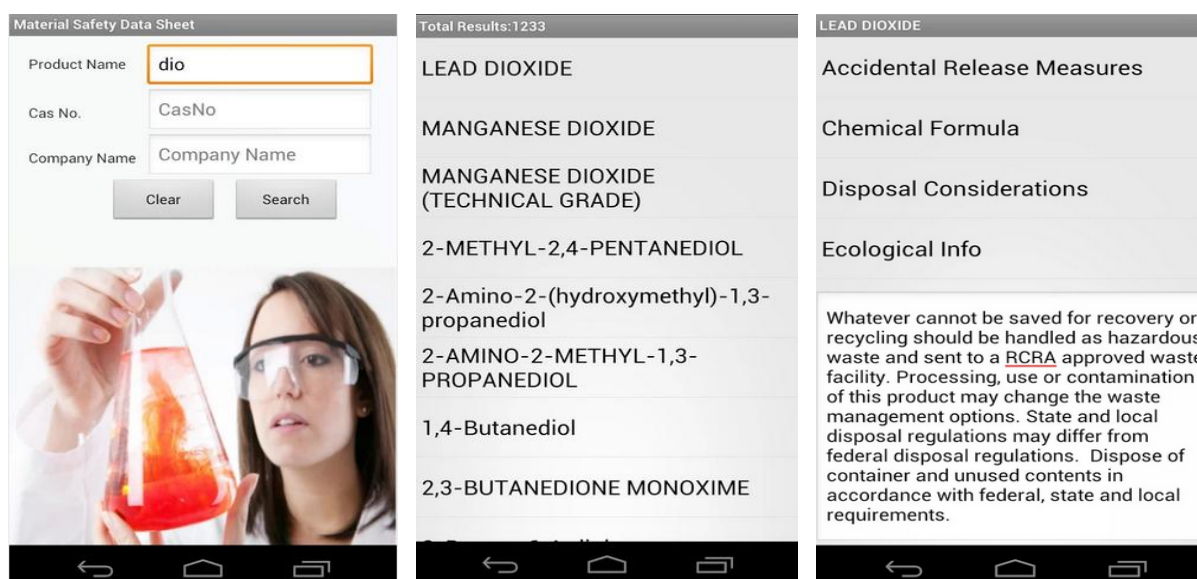 Material Safety Data Sheet
Product Name
dio
Cas No.
CasNo
Company Name
Company Name
Clear
Search
Total Results:1233
LEAD DIOXIDE
MANGANESE DIOXIDE
MANGANESE DIOXIDE
(TECHNICAL GRADE)
2-METHYL-2,4-PENTANEDIOL
2-Amino-2-(hydroxymethyl)-1,3-
propanediol
2-AMINO-2-METHYL-1,3-
PROPANEDIOL
1,4-Butanediol
2,3-BUTANEDIONE MONOXIME
LEAD DIOXIDE
Accidental Release Measures
Chemical Formula
Disposal Considerations
Ecological Info
Whatever cannot be saved for recovery or
recycling should be handled as hazardous
waste and sent to a RCRA approved waste
facility. Processing, use or contamination
of this product may change the waste
management options. State and local
disposal regulations may differ from
federal disposal regulations. Dispose of
container and unused contents in
accordance with federal, state and local
requirements.